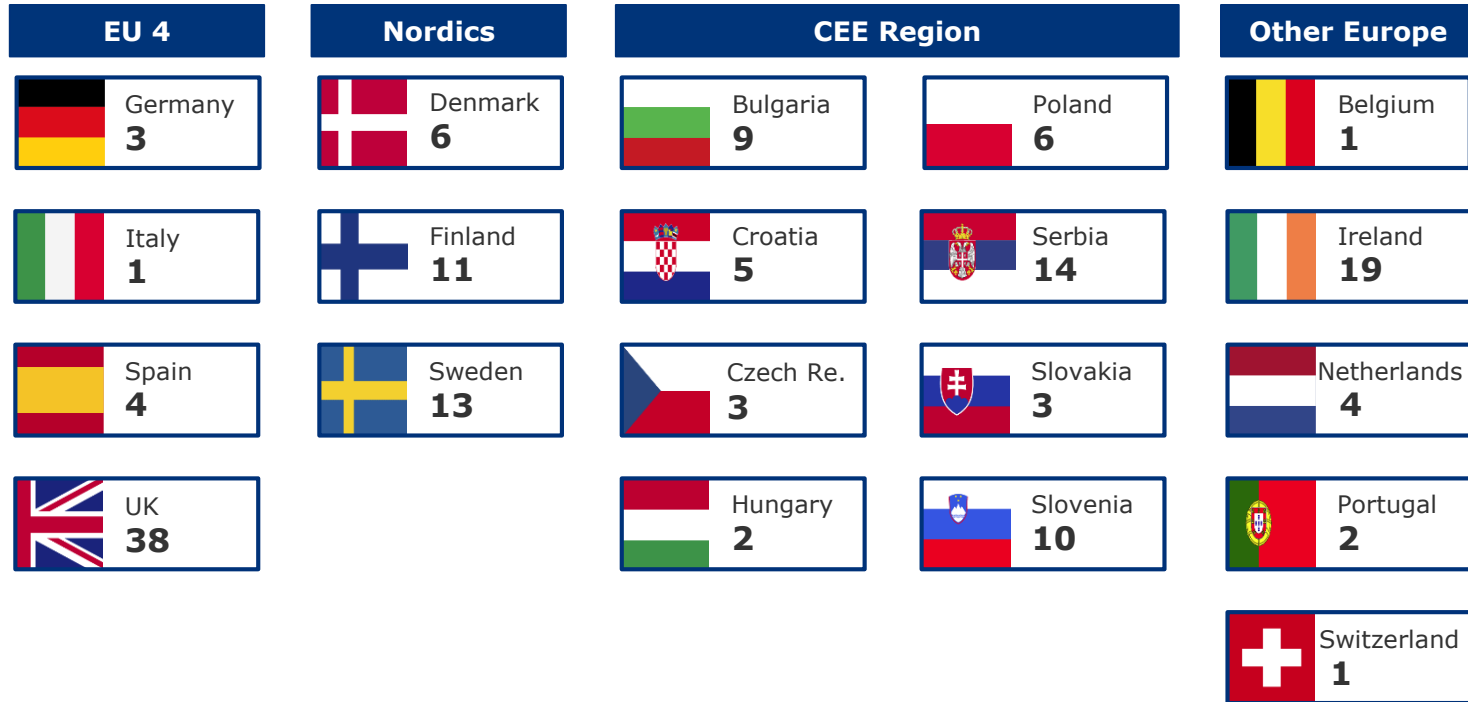 EU 4
Germany
3
Italy
1
Spain
4
UK
38
Nordics
Denmark
6
Finland
11
Sweden
13
CEE Region
Bulgaria
9
Croatia
5
Czech Re.
3
Hungary
2
Poland
6
Serbia
14
Slovakia
3
Slovenia
10
Other Europe
Belgium
1
Ireland
19
Netherlands
4
Portugal
2
Switzerland
1